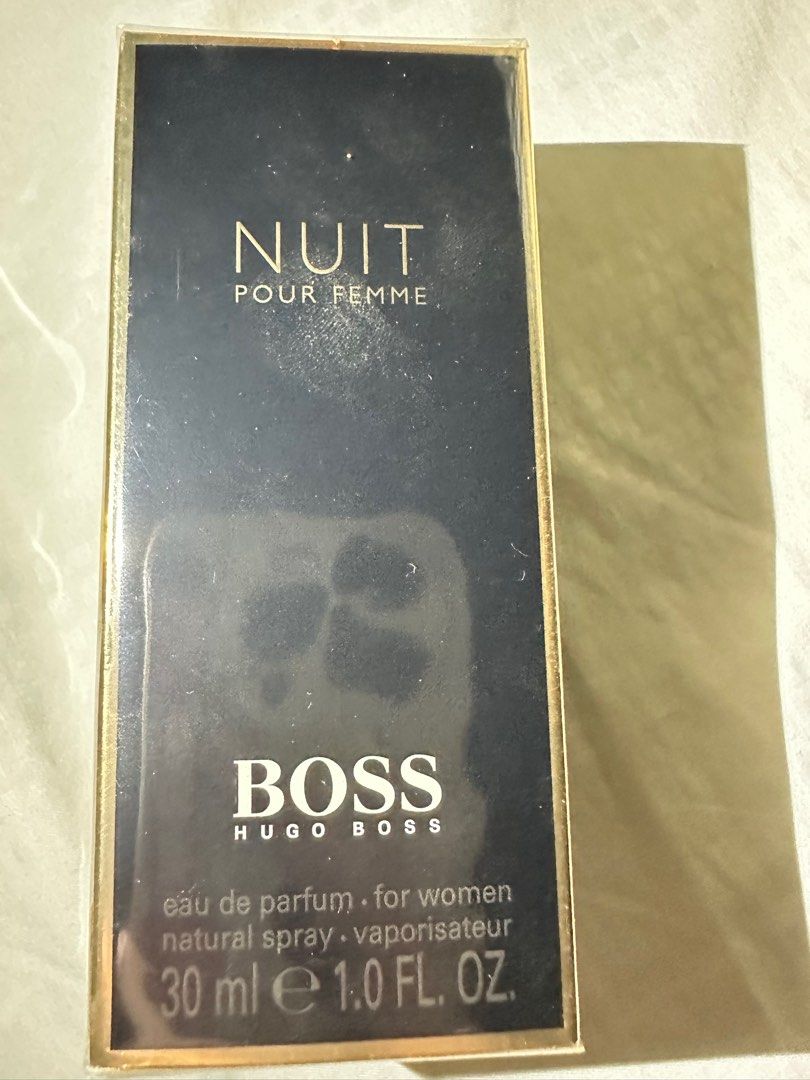 NUIT
POUR FEMME
BOSS
HUGO BOSS
eau de parfum • for women
natural spray • vaporisateur
30 ml e 1.0 FL. OZ.